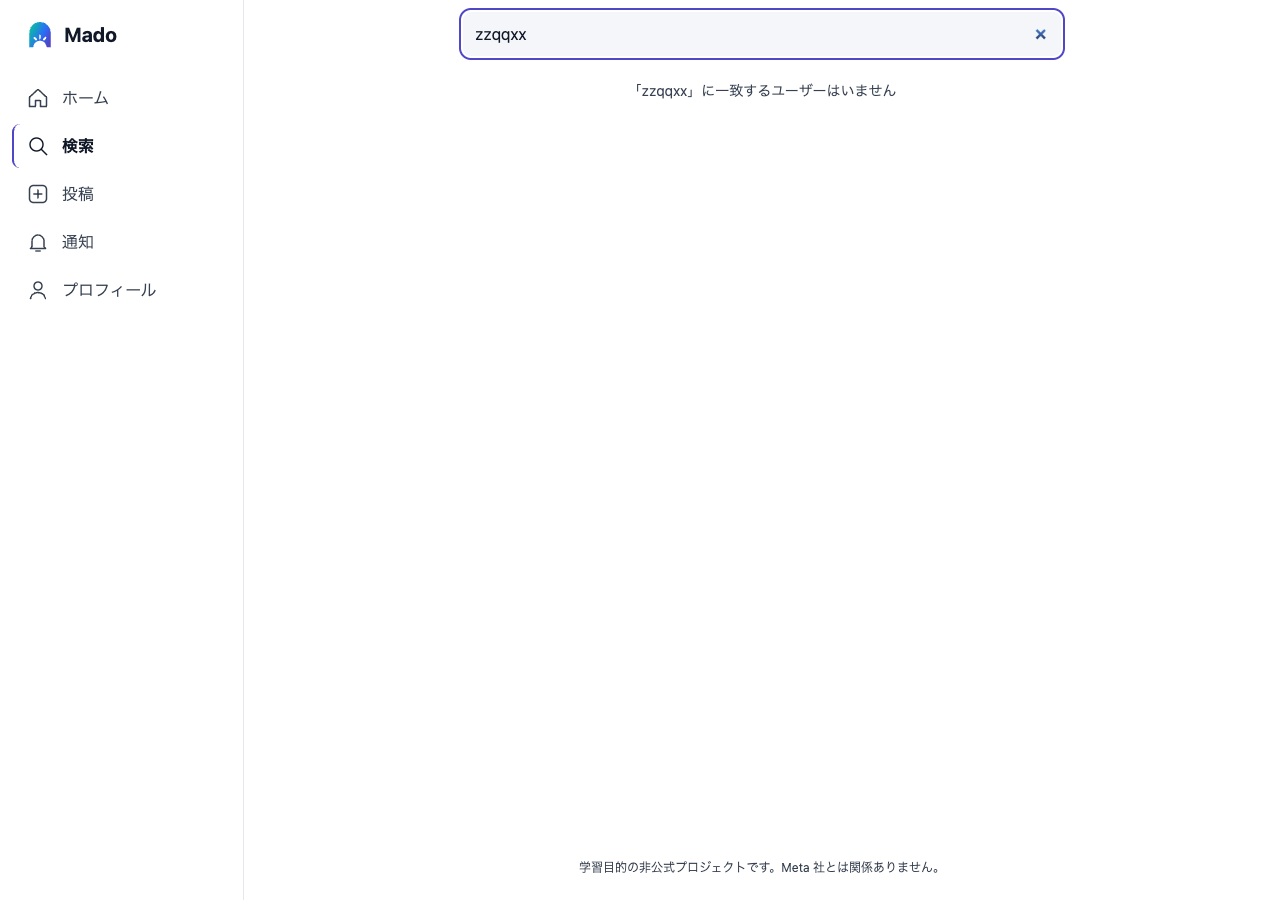 Mado
ホーム
検索
投稿
通知
プロフィール
zzqqxx
「zzqqxx」に一致するユーザーはいません
学習目的の非公式プロジェクトです。Meta 社とは関係ありません。